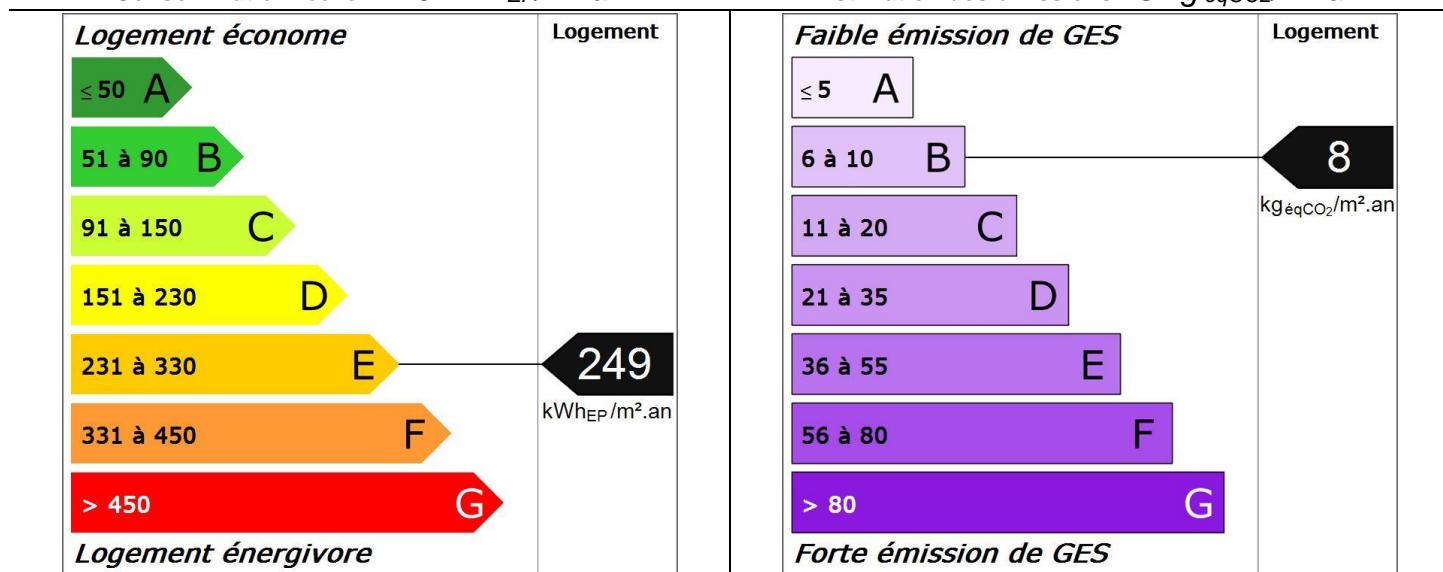 Logement économe Logement
≤ 50 A
51 à 90 B
91 à 150 C
151 à 230 D
231 à 330 E 249
kWhEP/m².an
331 à 450 F
> 450 G
Logement énergivore
Faible émission de GES Logement
≤ 5 A
6 à 10 B 8
kgéqCO₂/m².an
11 à 20 C
21 à 35 D
36 à 55 E
56 à 80 F
> 80 G
Forte émission de GES